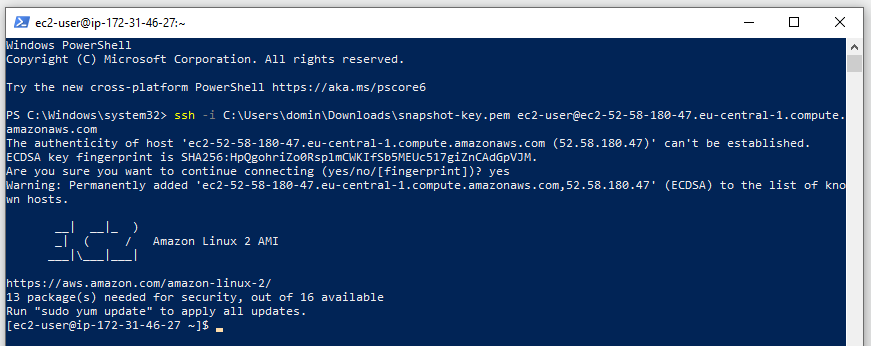 ec2-user@ip-172-31-46-27:~
Windows PowerShell
Copyright (C) Microsoft Corporation. All rights reserved.
Try the new cross-platform PowerShell https://aka.ms/pscore6
PS C:\Windows\system32> ssh -i C:\Users\domin\Downloads\snapshot-key.pem ec2-user@ec2-52-58-180-47.eu-central-1.compute.
amazonaws.com
The authenticity of host 'ec2-52-58-180-47.eu-central-1.compute.amazonaws.com (52.58.180.47)' can't be established.
ECDSA key fingerprint is SHA256:HpQgohriZo0RsplmCWKIfSb5MEUc517giZnCAdGpVJM.
Are you sure you want to continue connecting (yes/no/[fingerprint])? yes
Warning: Permanently added 'ec2-52-58-180-47.eu-central-1.compute.amazonaws.com,52.58.180.47' (ECDSA) to the list of kno
wn hosts.
       __|  __|_  )
       _|  (     /   Amazon Linux 2 AMI
      ___|\___|___|
https://aws.amazon.com/amazon-linux-2/
13 package(s) needed for security, out of 16 available
Run "sudo yum update" to apply all updates.
[ec2-user@ip-172-31-46-27 ~]$